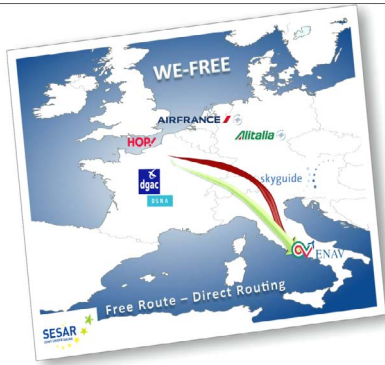 WE-FREE
AIRFRANCE
HOP!
Alitalia
dgac
DSNA
skyguide
ENAV
Free Route – Direct Routing
SESAR